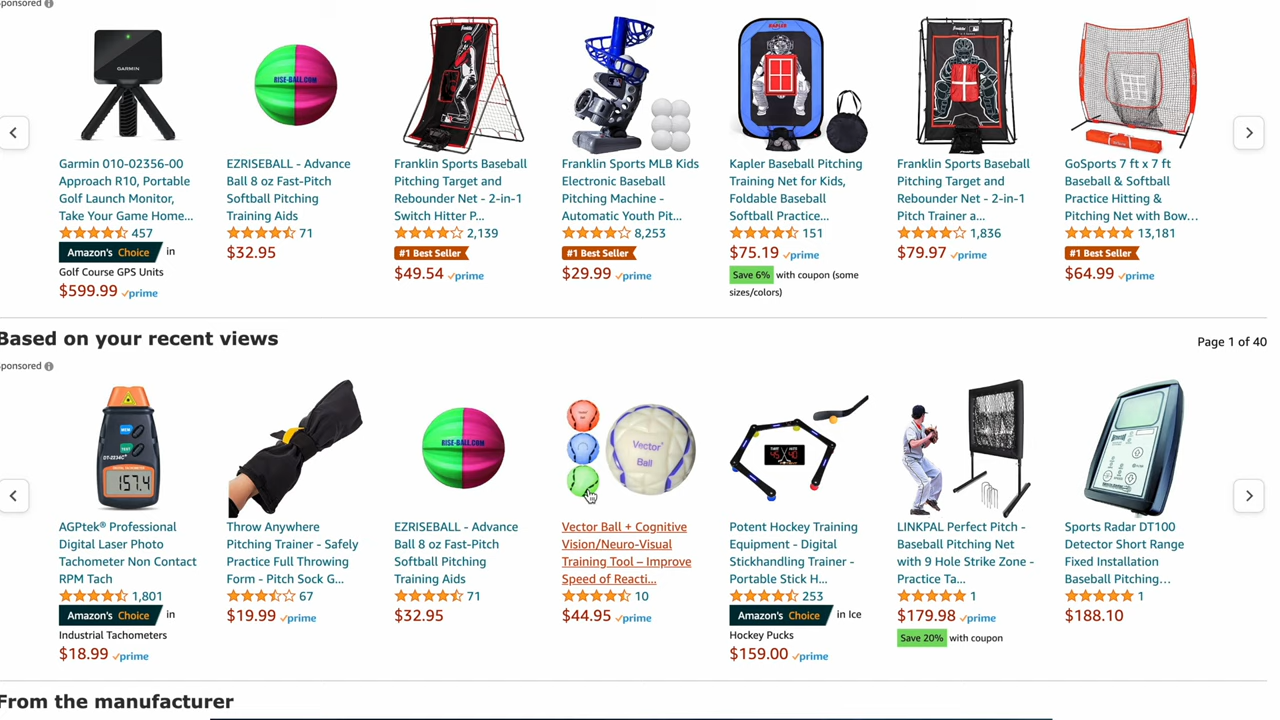 ponsored
GARMIN
RISE-BALL.COM
Garmin 010-02356-00
Approach R10, Portable
Golf Launch Monitor,
Take Your Game Home...
457
Amazon's Choice in
Golf Course GPS Units
$599.99 prime
EZRISEBALL - Advance
Ball 8 oz Fast-Pitch
Softball Pitching
Training Aids
71
$32.95
Franklin Sports Baseball
Pitching Target and
Rebounder Net - 2-in-1
Switch Hitter P...
2,139
#1 Best Seller
$49.54 prime
Franklin Sports MLB Kids
Electronic Baseball
Pitching Machine -
Automatic Youth Pit...
8,253
#1 Best Seller
$29.99 prime
Kapler Baseball Pitching
Training Net for Kids,
Foldable Baseball
Softball Practice...
151
$75.19 prime
Save 6% with coupon (some
sizes/colors)
Franklin Sports Baseball
Pitching Target and
Rebounder Net - 2-in-1
Pitch Trainer a...
1,836
$79.97 prime
GoSports 7 ft x 7 ft
Baseball & Softball
Practice Hitting &
Pitching Net with Bow...
13,181
#1 Best Seller
$64.99 prime
Based on your recent views
Page 1 of 40
ponsored
157.4
RISE-BALL.COM
Vector
Ball
AGPtek® Professional
Digital Laser Photo
Tachometer Non Contact
RPM Tach
1,801
Amazon's Choice in
Industrial Tachometers
$18.99 prime
Throw Anywhere
Pitching Trainer - Safely
Practice Full Throwing
Form - Pitch Sock G...
67
$19.99 prime
EZRISEBALL - Advance
Ball 8 oz Fast-Pitch
Softball Pitching
Training Aids
71
$32.95
Vector Ball + Cognitive
Vision/Neuro-Visual
Training Tool – Improve
Speed of Reacti...
10
$44.95 prime
Potent Hockey Training
Equipment - Digital
Stickhandling Trainer -
Portable Stick H...
253
Amazon's Choice in Ice
Hockey Pucks
$159.00 prime
LINKPAL Perfect Pitch -
Baseball Pitching Net
with 9 Hole Strike Zone -
Practice Ta...
1
$179.98 prime
Save 20% with coupon
Sports Radar DT100
Detector Short Range
Fixed Installation
Baseball Pitching...
1
$188.10
From the manufacturer